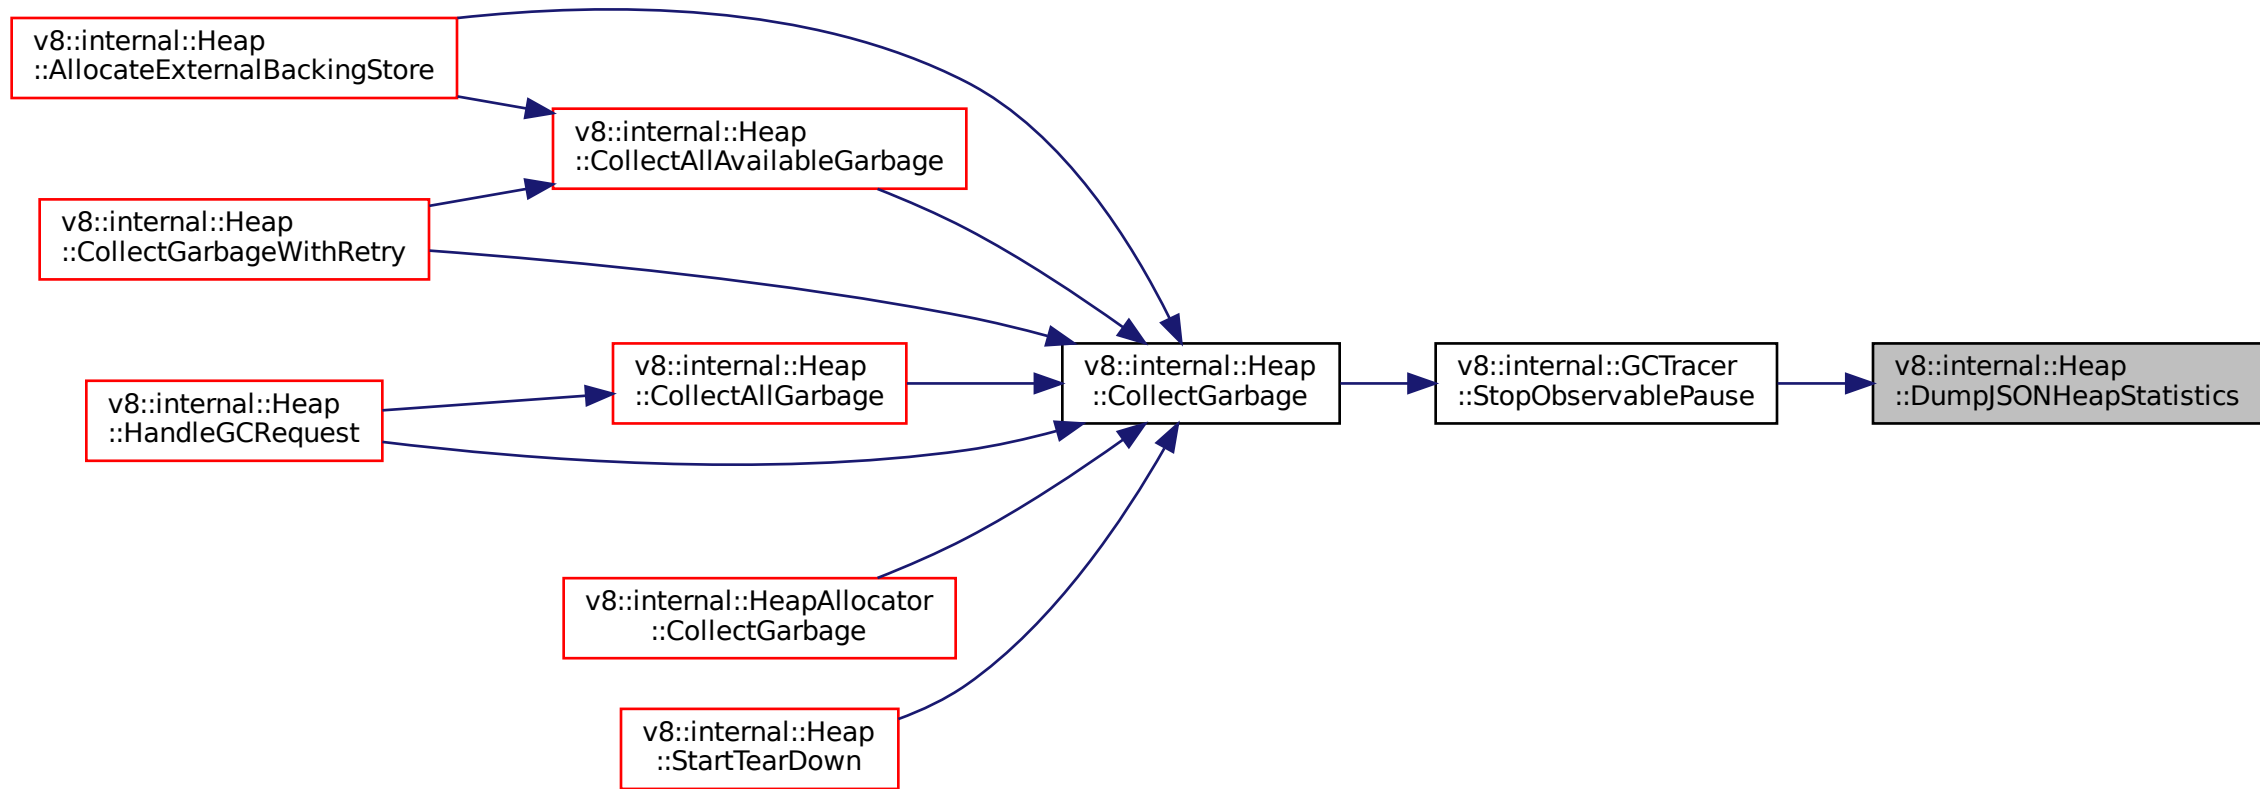 v8::internal::Heap
::AllocateExternalBackingStore
v8::internal::Heap
::CollectAllAvailableGarbage
v8::internal::Heap
::CollectGarbageWithRetry
v8::internal::Heap
::HandleGCRequest
v8::internal::Heap
::CollectAllGarbage
v8::internal::Heap
::CollectGarbage
v8::internal::GCTracer
::StopObservablePause
v8::internal::Heap
::DumpJSONHeapStatistics
v8::internal::HeapAllocator
::CollectGarbage
v8::internal::Heap
::StartTearDown